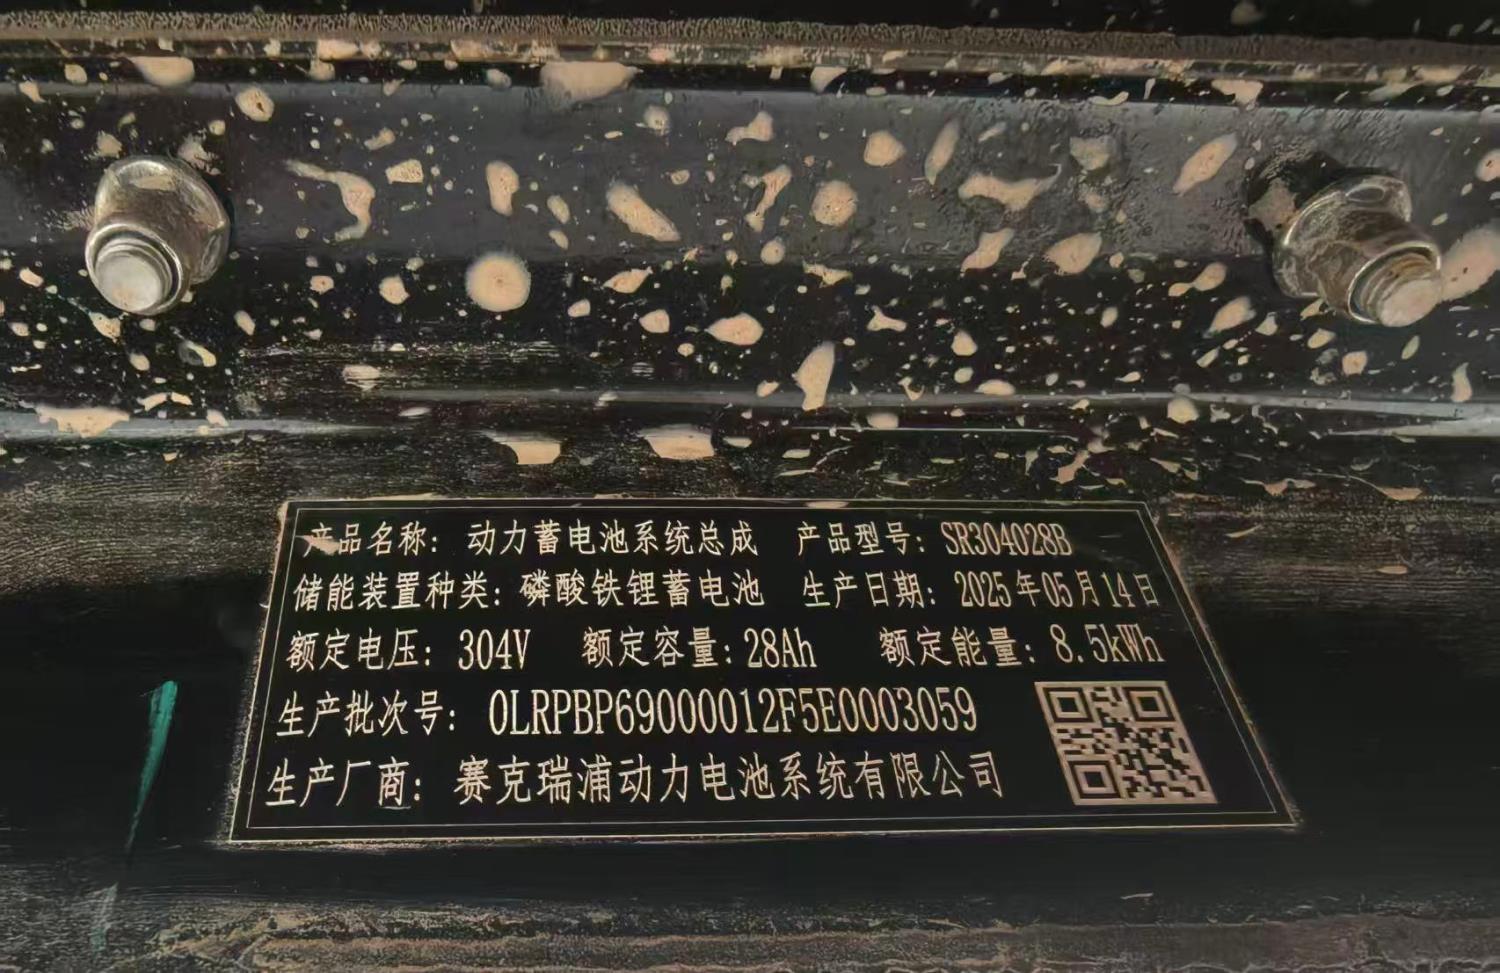 产品名称: 动力蓄电池系统总成 产品型号: SR304028B
储能装置种类: 磷酸铁锂蓄电池 生产日期: 2025年05月14日
额定电压: 304V 额定容量: 28Ah 额定能量: 8.5kWh
生产批次号: 0LRPBP69000012F5E0003059
生产厂商: 赛克瑞浦动力电池系统有限公司